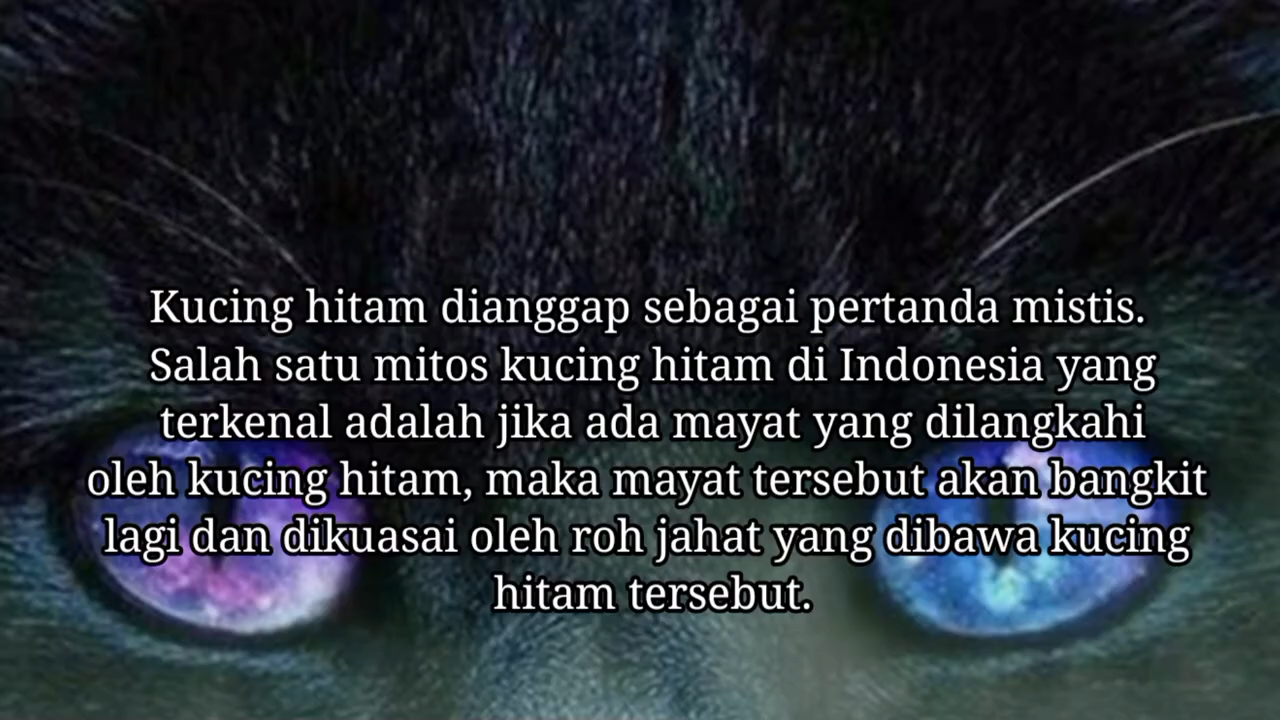 Kucing hitam dianggap sebagai pertanda mistis.
Salah satu mitos kucing hitam di Indonesia yang
terkenal adalah jika ada mayat yang dilangkahi
oleh kucing hitam, maka mayat tersebut akan bangkit
lagi dan dikuasai oleh roh jahat yang dibawa kucing
hitam tersebut.